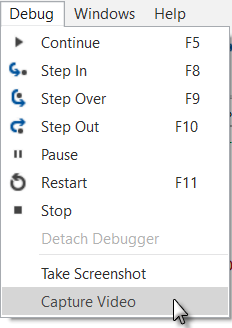 Debug Windows Help
Continue F5
Step In F8
Step Over F9
Step Out F10
Pause
Restart F11
Stop
Detach Debugger
Take Screenshot
Capture Video